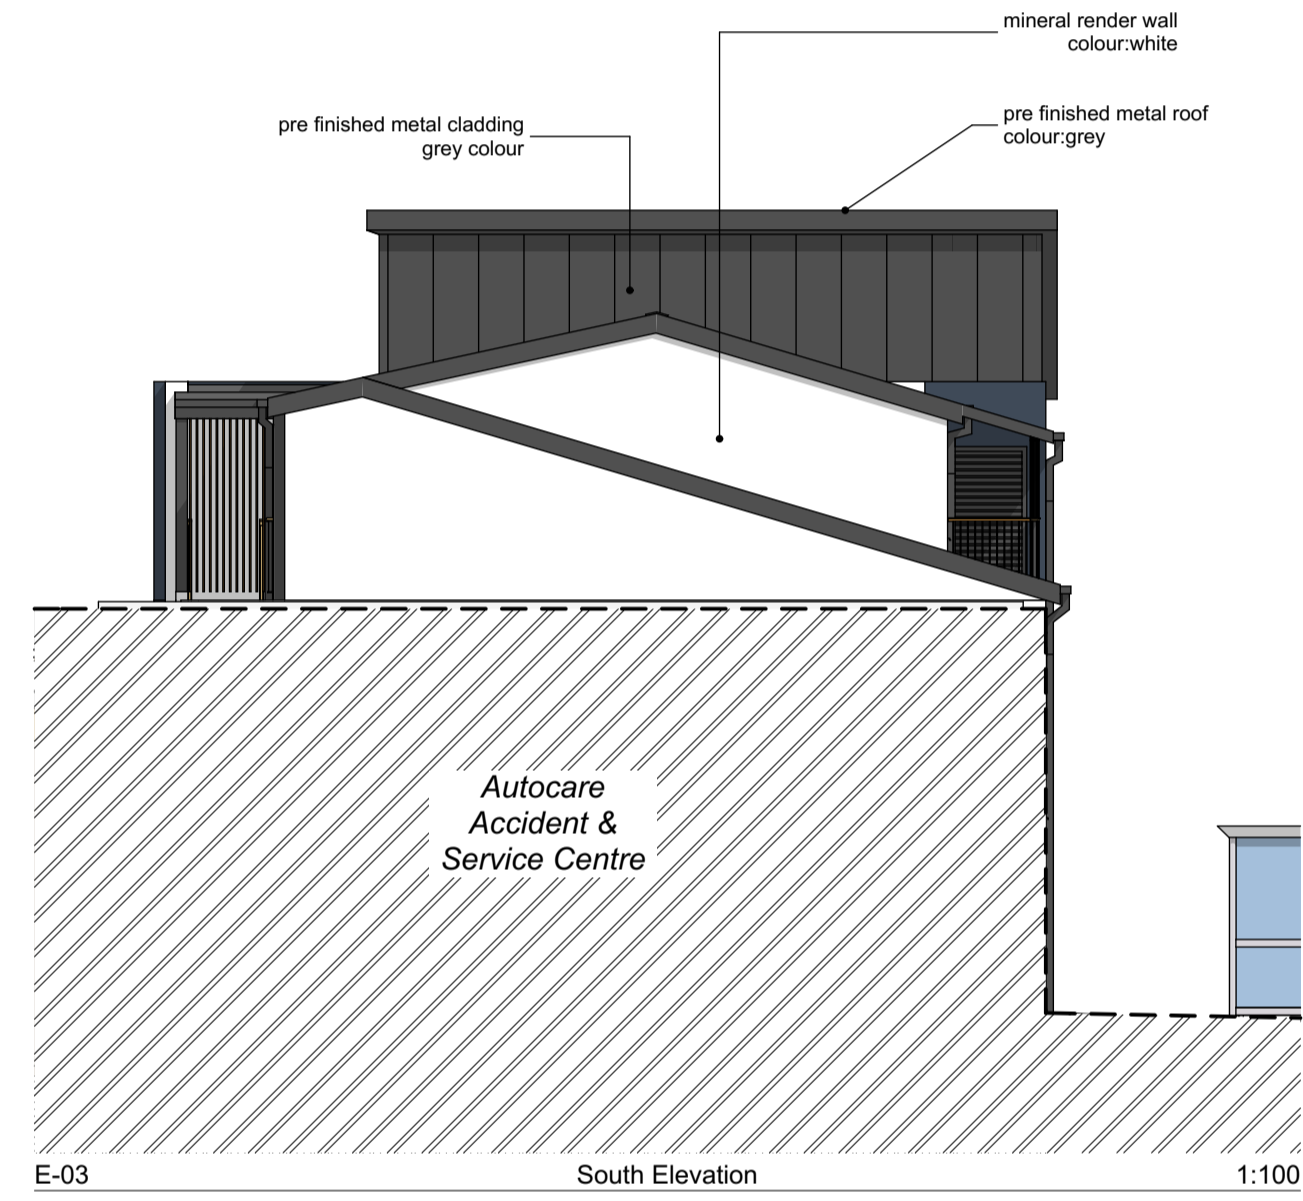 mineral render wall
colour:white
pre finished metal roof
colour:grey
pre finished metal cladding
grey colour
Autocare
Accident &
Service Centre
E-03 South Elevation 1:100